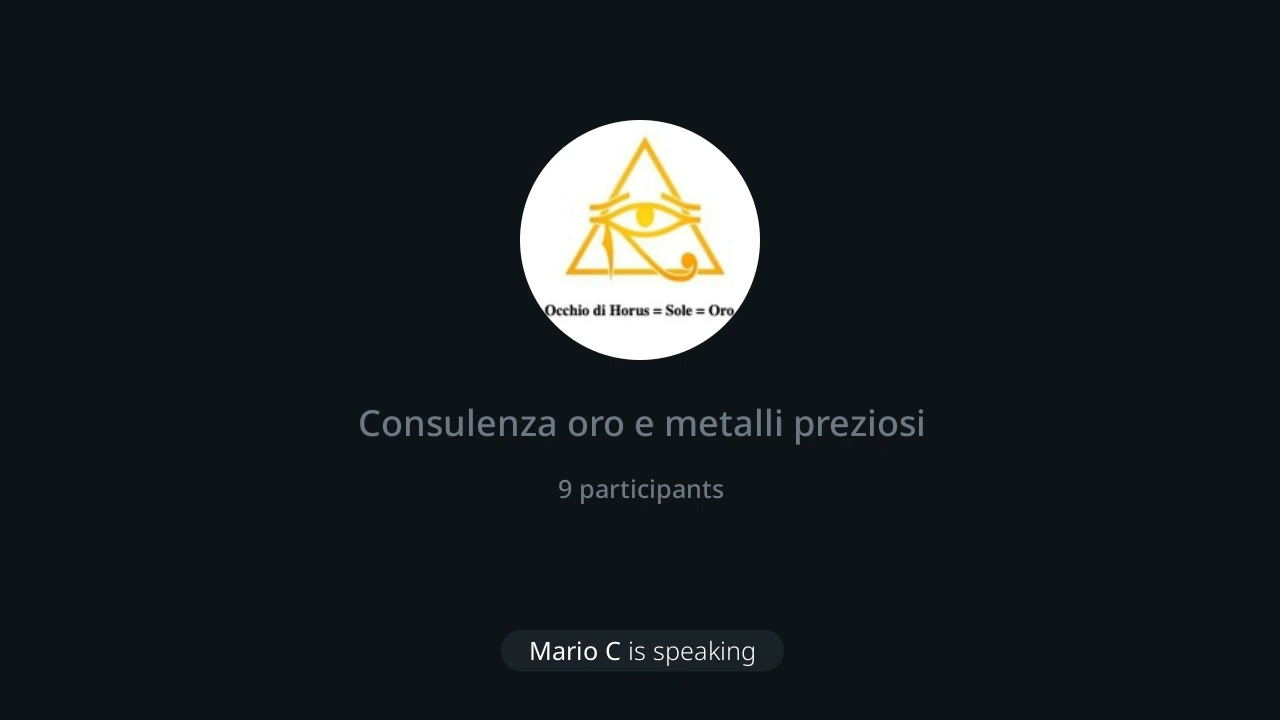 Occhio di Horus = Sole = Oro
Consulenza oro e metalli preziosi
9 participants
Mario C is speaking